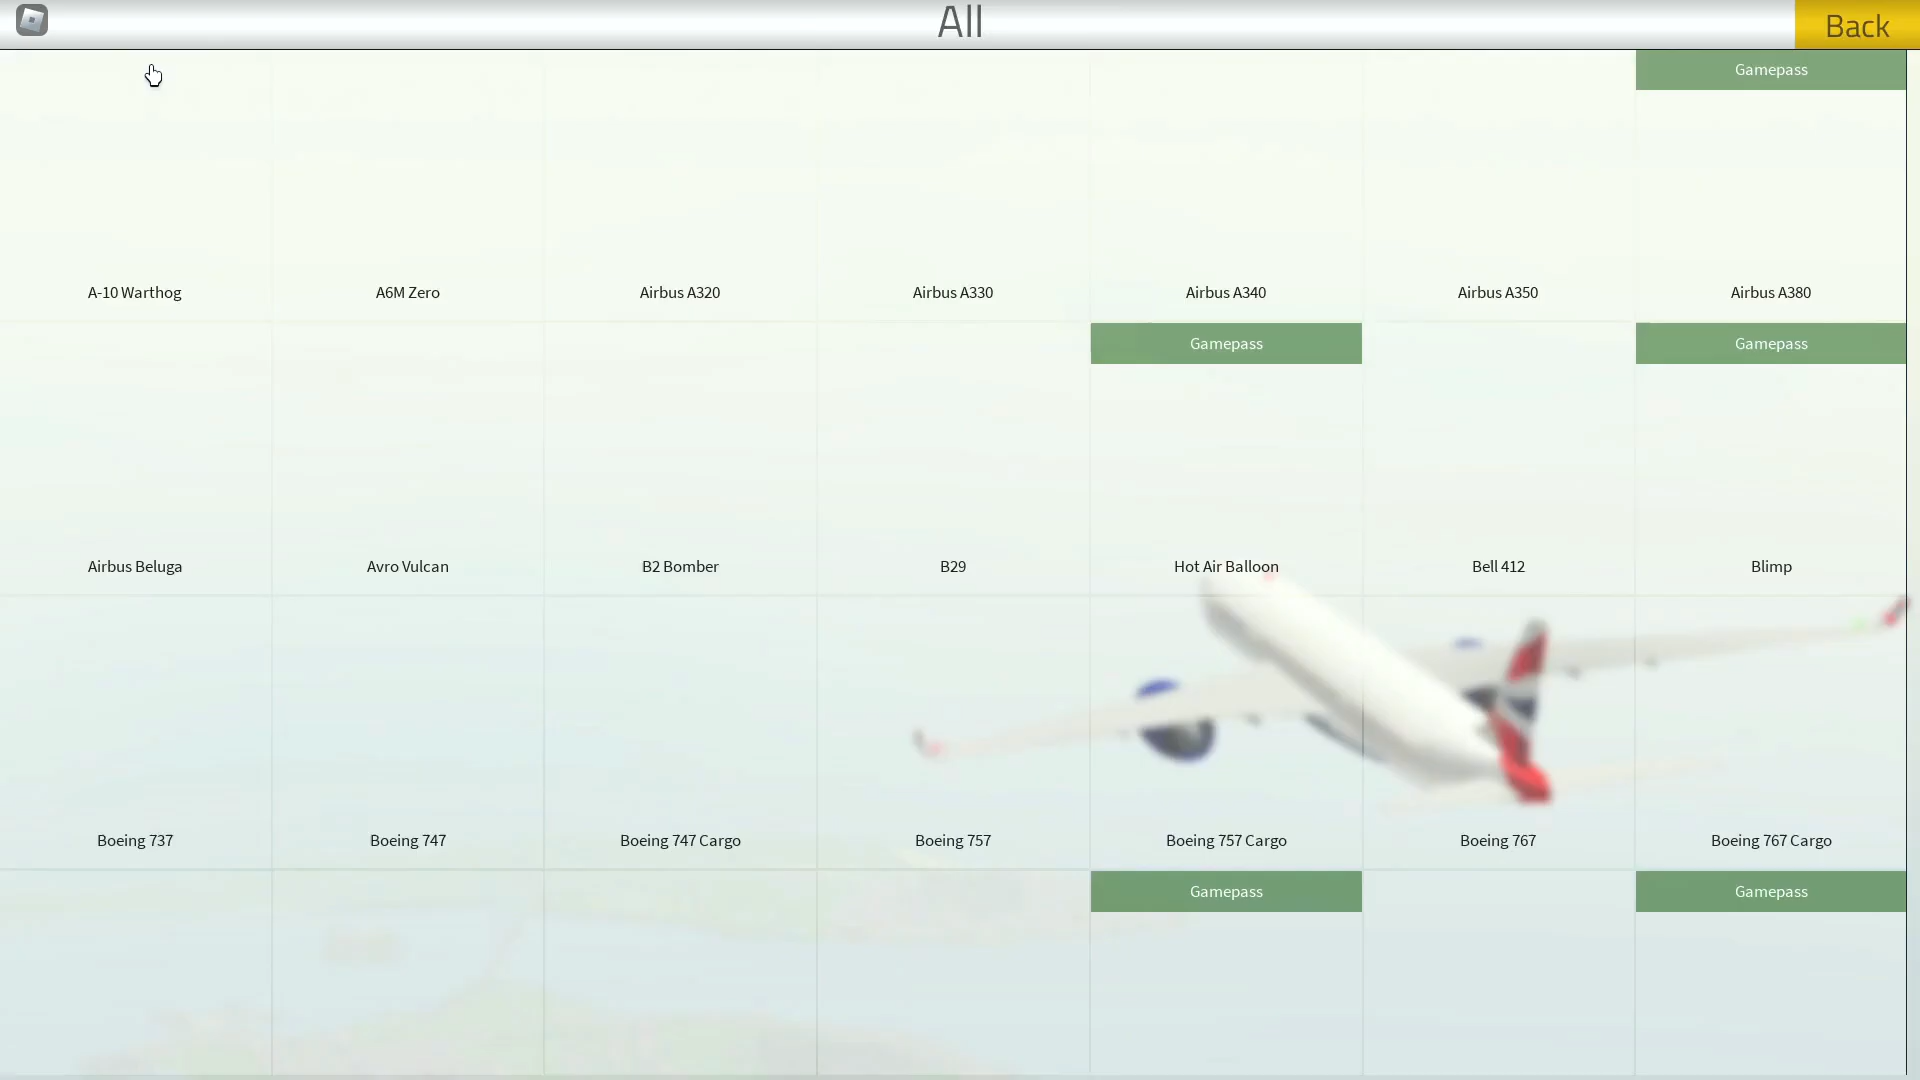 All
Back
Gamepass
A-10 Warthog
A6M Zero
Airbus A320
Airbus A330
Airbus A340
Airbus A350
Airbus A380
Gamepass
Gamepass
Airbus Beluga
Avro Vulcan
B2 Bomber
B29
Hot Air Balloon
Bell 412
Blimp
Boeing 737
Boeing 747
Boeing 747 Cargo
Boeing 757
Boeing 757 Cargo
Boeing 767
Boeing 767 Cargo
Gamepass
Gamepass